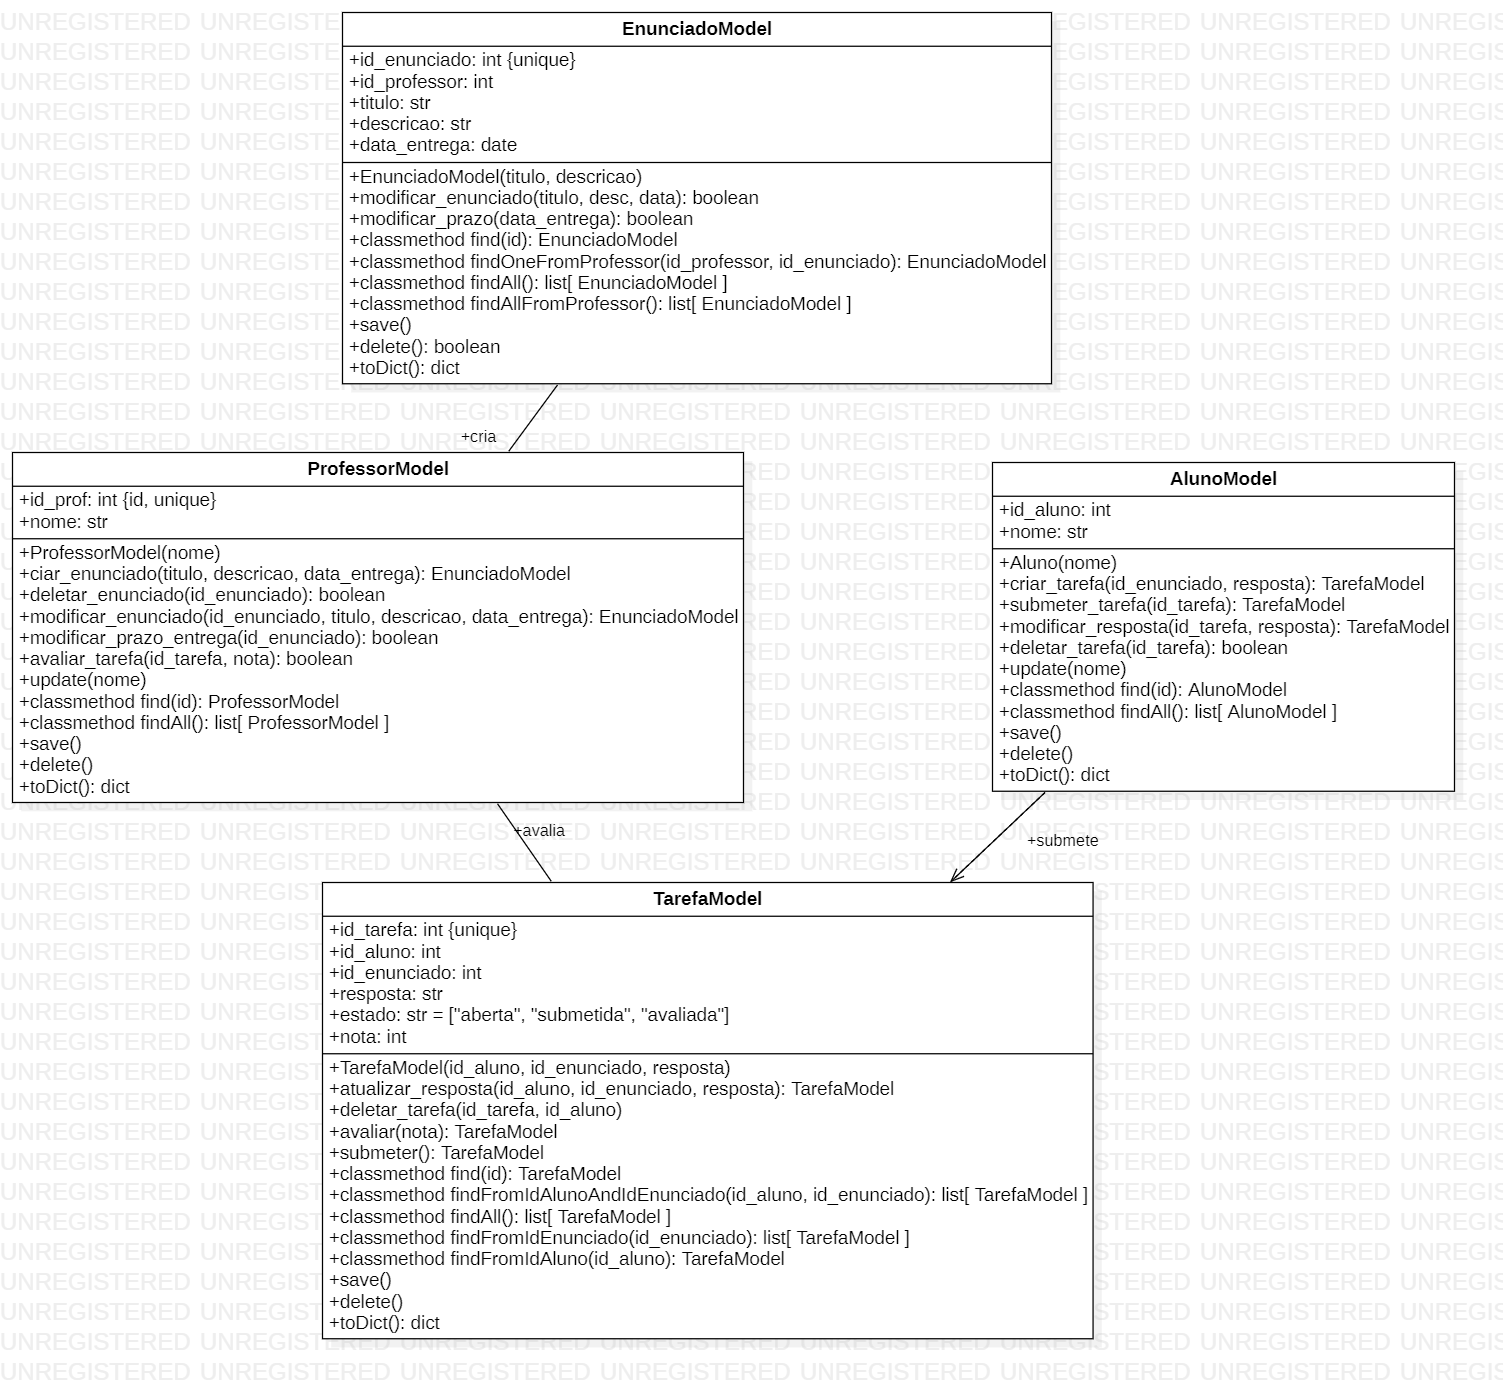 EnunciadoModel
+id_enunciado: int {unique}
+id_professor: int
+titulo: str
+descricao: str
+data_entrega: date
+EnunciadoModel(titulo, descricao)
+modificar_enunciado(titulo, desc, data): boolean
+modificar_prazo(data_entrega): boolean
+classmethod find(id): EnunciadoModel
+classmethod findOneFromProfessor(id_professor, id_enunciado): EnunciadoModel
+classmethod findAll(): list[ EnunciadoModel ]
+classmethod findAllFromProfessor(): list[ EnunciadoModel ]
+save()
+delete(): boolean
+toDict(): dict
+cria
ProfessorModel
+id_prof: int {id, unique}
+nome: str
+ProfessorModel(nome)
+ciar_enunciado(titulo, descricao, data_entrega): EnunciadoModel
+deletar_enunciado(id_enunciado): boolean
+modificar_enunciado(id_enunciado, titulo, descricao, data_entrega): EnunciadoModel
+modificar_prazo_entrega(id_enunciado): boolean
+avaliar_tarefa(id_tarefa, nota): boolean
+update(nome)
+classmethod find(id): ProfessorModel
+classmethod findAll(): list[ ProfessorModel ]
+save()
+delete()
+toDict(): dict
AlunoModel
+id_aluno: int
+nome: str
+Aluno(nome)
+criar_tarefa(id_enunciado, resposta): TarefaModel
+submeter_tarefa(id_tarefa): TarefaModel
+modificar_resposta(id_tarefa, resposta): TarefaModel
+deletar_tarefa(id_tarefa): boolean
+update(nome)
+classmethod find(id): AlunoModel
+classmethod findAll(): list[ AlunoModel ]
+save()
+delete()
+toDict(): dict
+avalia
+submete
TarefaModel
+id_tarefa: int {unique}
+id_aluno: int
+id_enunciado: int
+resposta: str
+estado: str = ["aberta", "submetida", "avaliada"]
+nota: int
+TarefaModel(id_aluno, id_enunciado, resposta)
+atualizar_resposta(id_aluno, id_enunciado, resposta): TarefaModel
+deletar_tarefa(id_tarefa, id_aluno)
+avaliar(nota): TarefaModel
+submeter(): TarefaModel
+classmethod find(id): TarefaModel
+classmethod findFromIdAlunoAndIdEnunciado(id_aluno, id_enunciado): list[ TarefaModel ]
+classmethod findAll(): list[ TarefaModel ]
+classmethod findFromIdEnunciado(id_enunciado): list[ TarefaModel ]
+classmethod findFromIdAluno(id_aluno): TarefaModel
+save()
+delete()
+toDict(): dict
UNREGISTERED